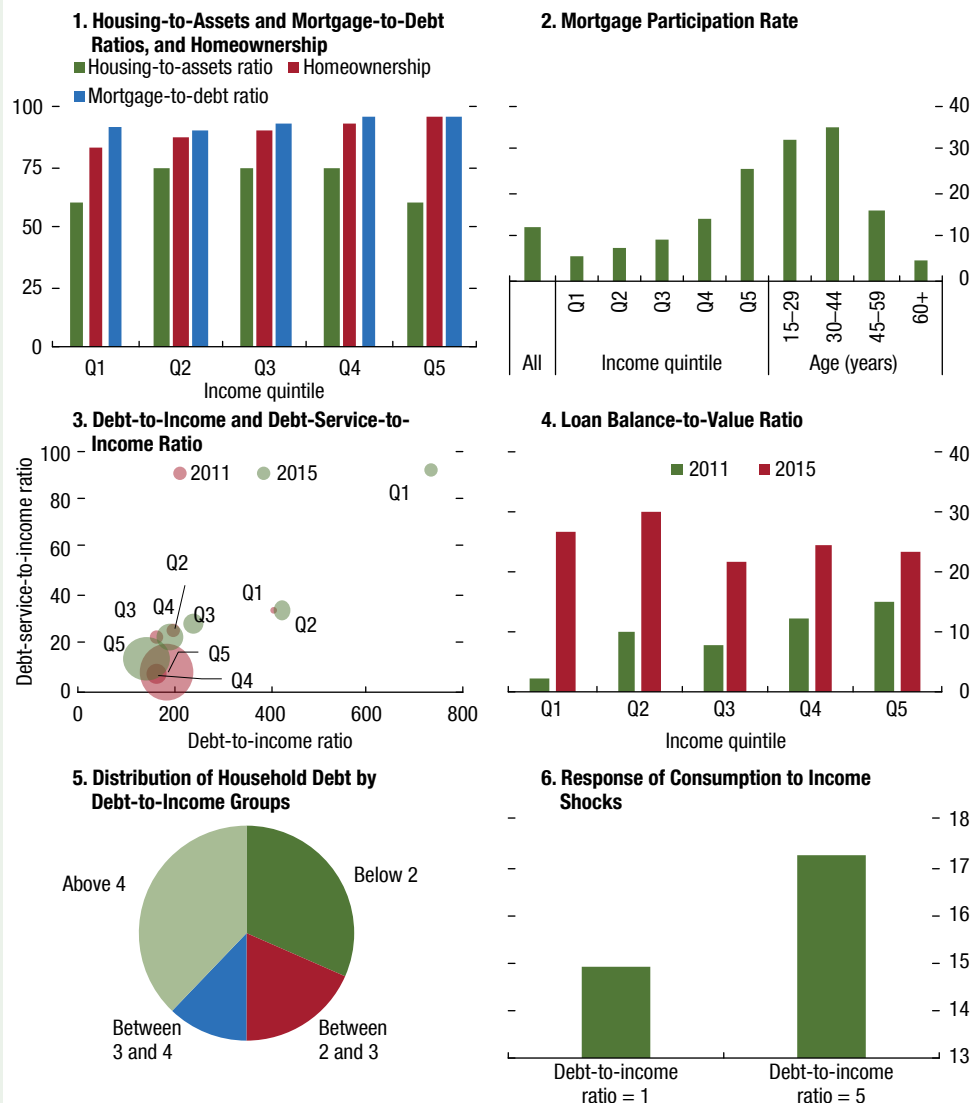 1. Housing-to-Assets and Mortgage-to-Debt
Ratios, and Homeownership
Housing-to-assets ratio Homeownership
Mortgage-to-debt ratio
100
75
50
25
0
Q1 Q2 Q3 Q4 Q5
Income quintile
2. Mortgage Participation Rate
40
30
20
10
0
Q1 Q2 Q3 Q4 Q5 15–29 30–44 45–59 60+
All Income quintile Age (years)
3. Debt-to-Income and Debt-Service-to-
Income Ratio
Debt-service-to-income ratio
100
80
60
40
20
0
2011 2015
Q1
Q2
Q1
Q3 Q4 Q3
Q2
Q5
Q5
Q4
0 200 400 600 800
Debt-to-income ratio
4. Loan Balance-to-Value Ratio
2011 2015
40
30
20
10
0
Q1 Q2 Q3 Q4 Q5
Income quintile
5. Distribution of Household Debt by
Debt-to-Income Groups
Above 4
Below 2
Between
3 and 4
Between
2 and 3
6. Response of Consumption to Income
Shocks
18
17
16
15
14
13
Debt-to-income
ratio = 1
Debt-to-income
ratio = 5